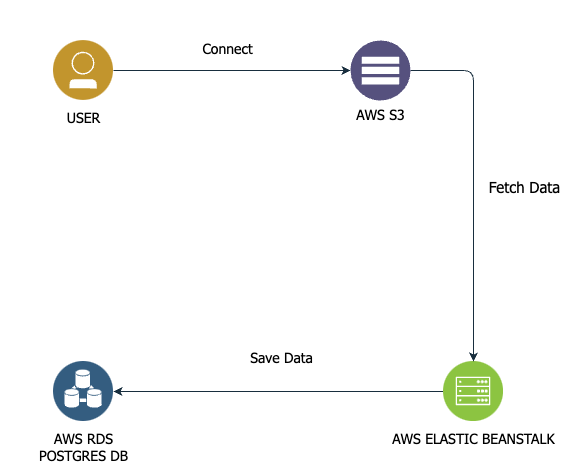 Connect
USER
AWS S3
Fetch Data
Save Data
AWS RDS
POSTGRES DB
AWS ELASTIC BEANSTALK